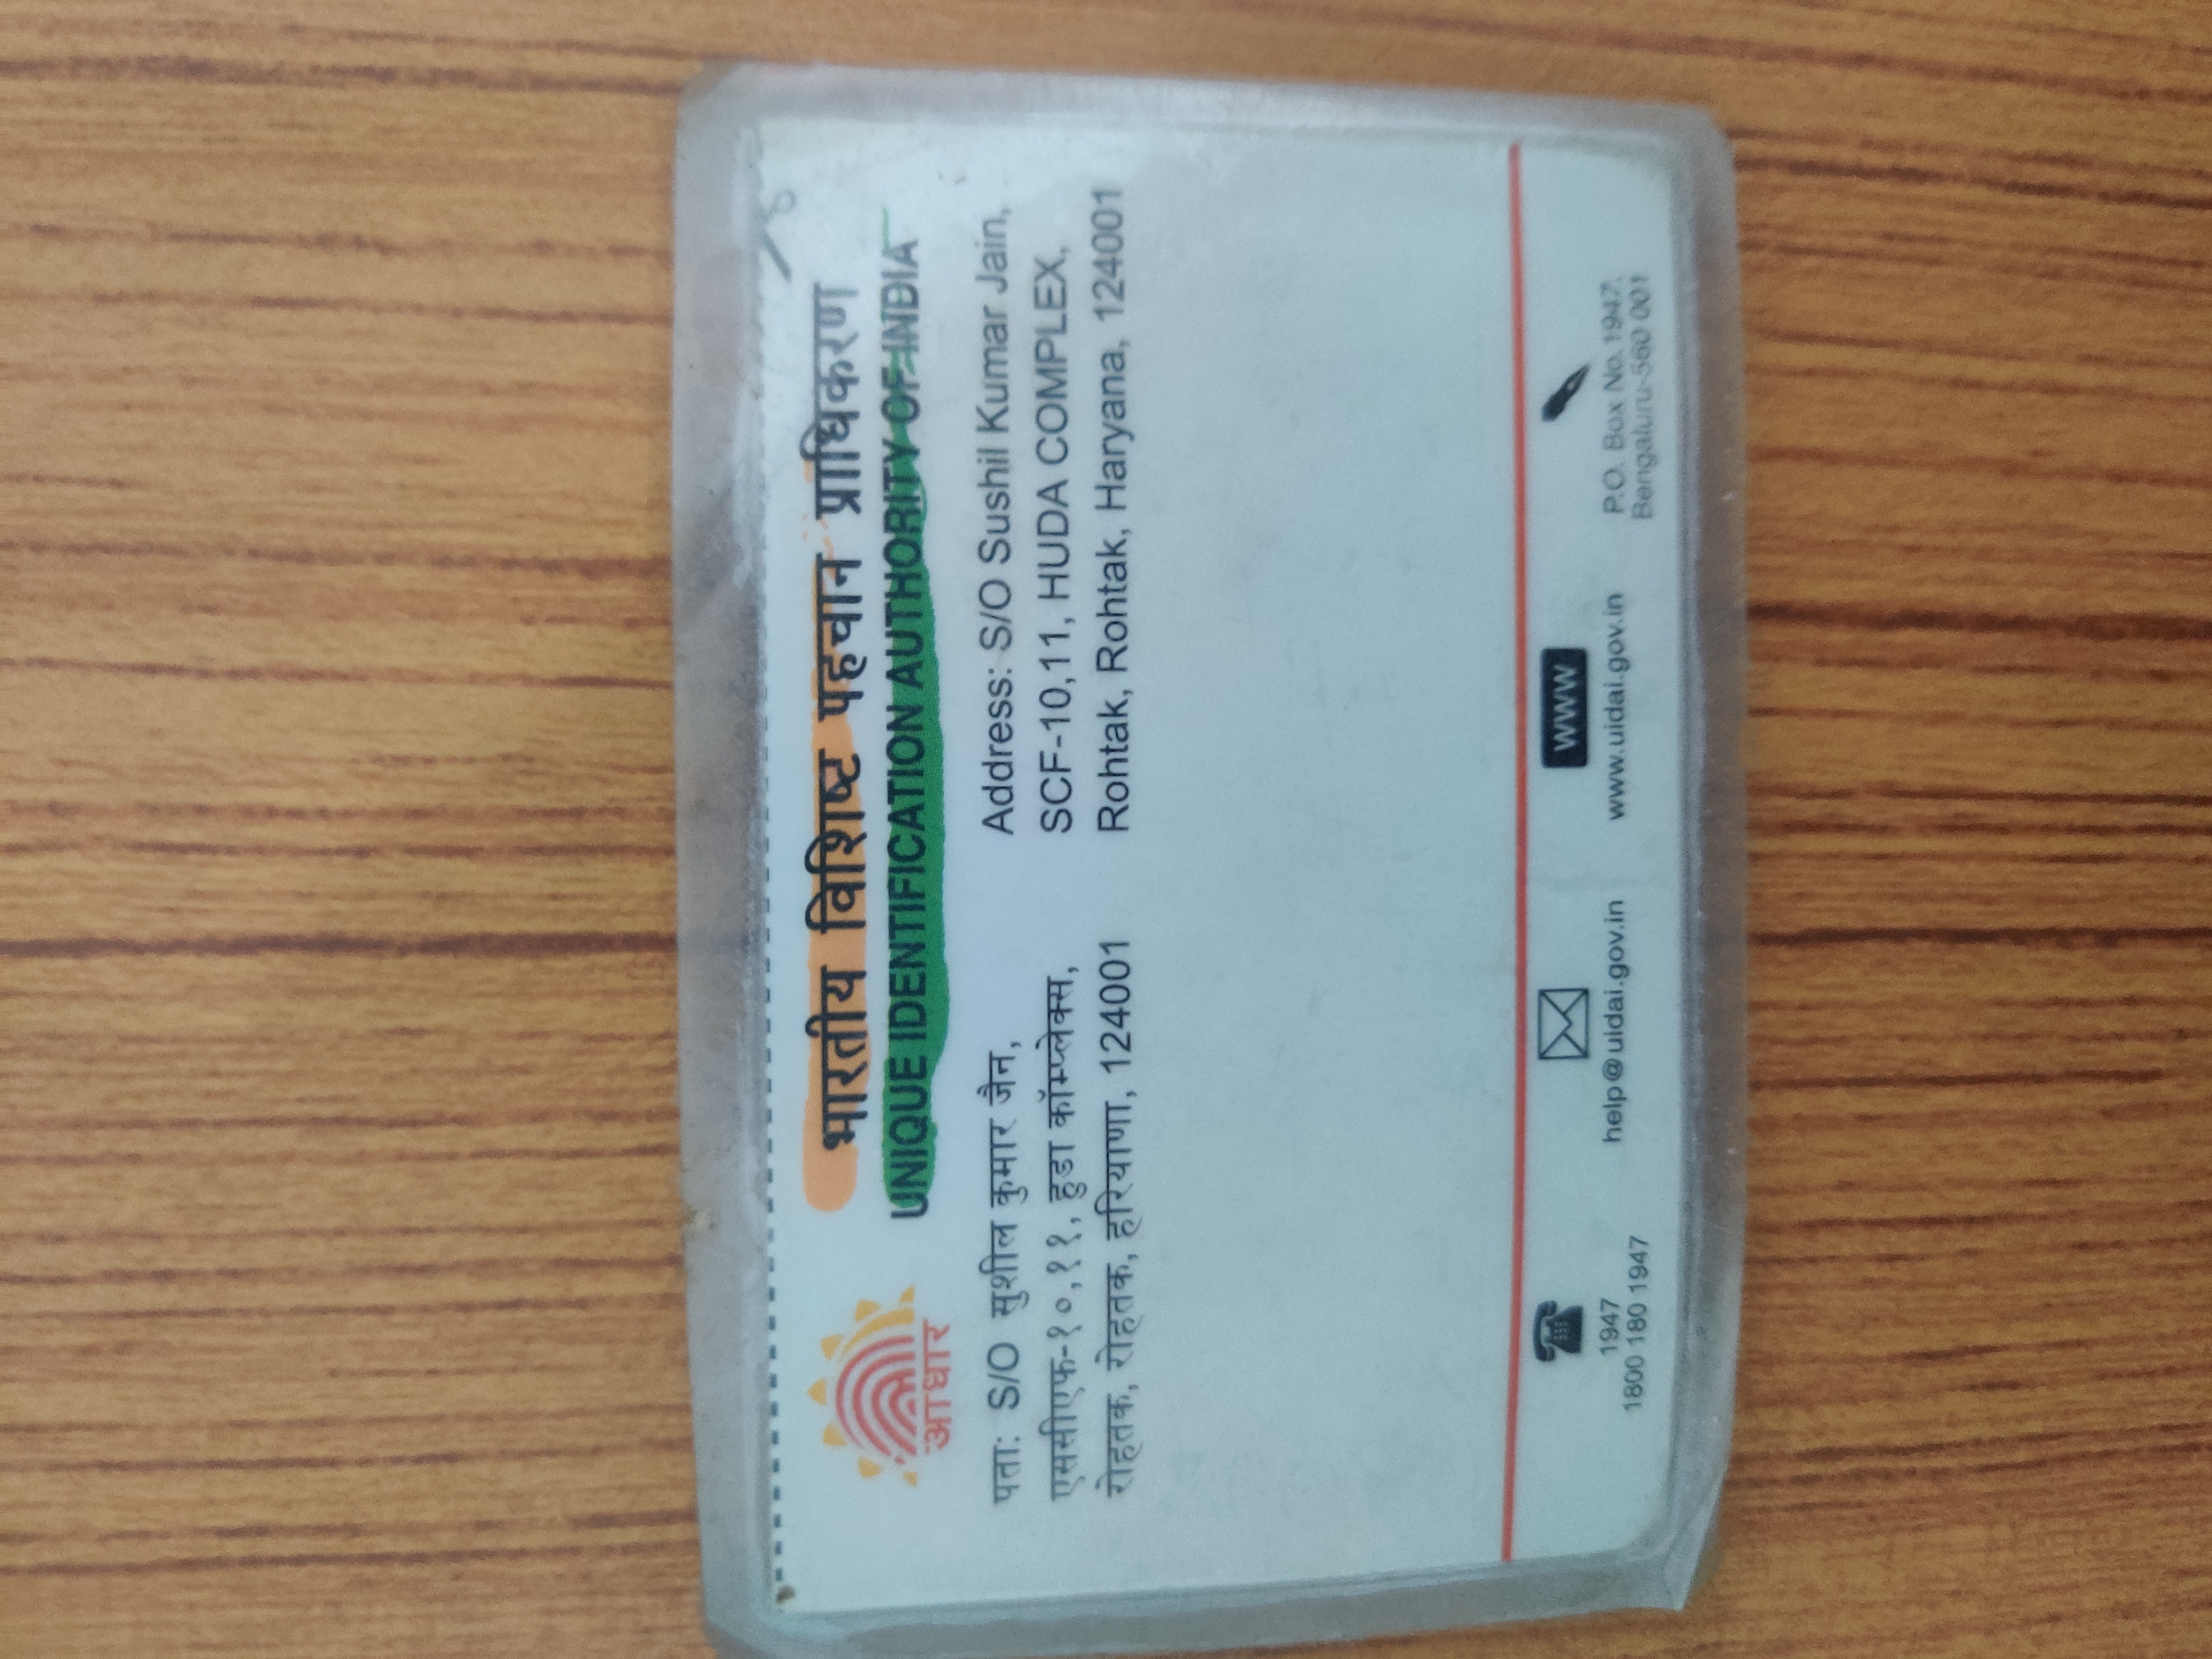 भारतीय विशिष्ट पहचान प्राधिकरण
UNIQUE IDENTIFICATION AUTHORITY OF INDIA
आधार
पता: S/O सुशील कुमार जैन,
एससीएफ-१०,११, हुडा कॉम्प्लेक्स,
रोहतक, रोहतक, हरियाणा, 124001
Address: S/O Sushil Kumar Jain,
SCF-10,11, HUDA COMPLEX,
Rohtak, Rohtak, Haryana, 124001
1947
1800 180 1947
help@uidai.gov.in
WWW
www.uidai.gov.in
P.O. Box No. 1947,
Bengaluru-560 001